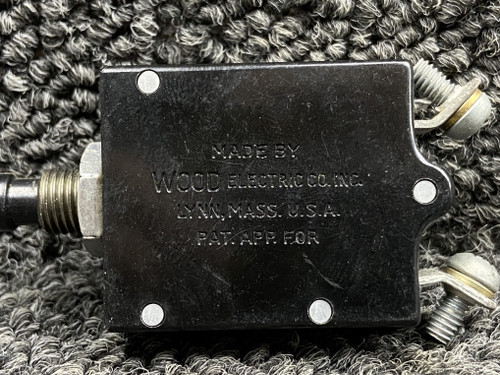 MADE BY
WOOD ELECTRIC CO. INC.
LYNN, MASS. U.S.A.
PAT. APP. FOR